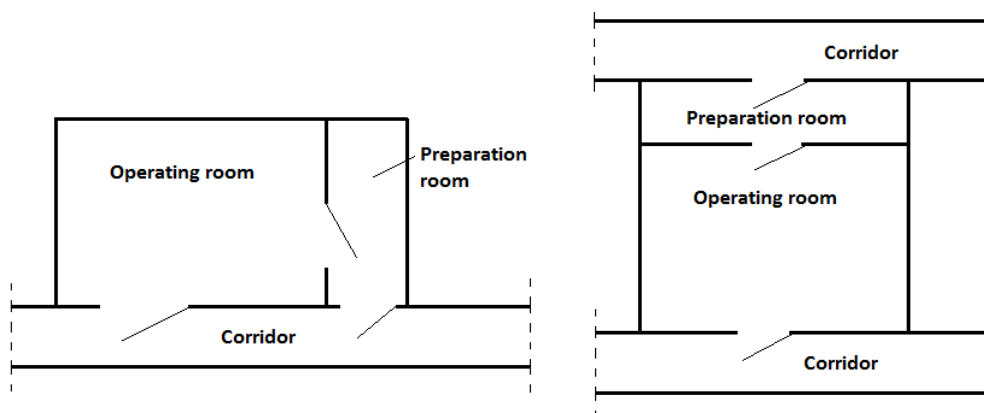 Operating room
Preparation
room
Corridor
Corridor
Preparation room
Operating room
Corridor